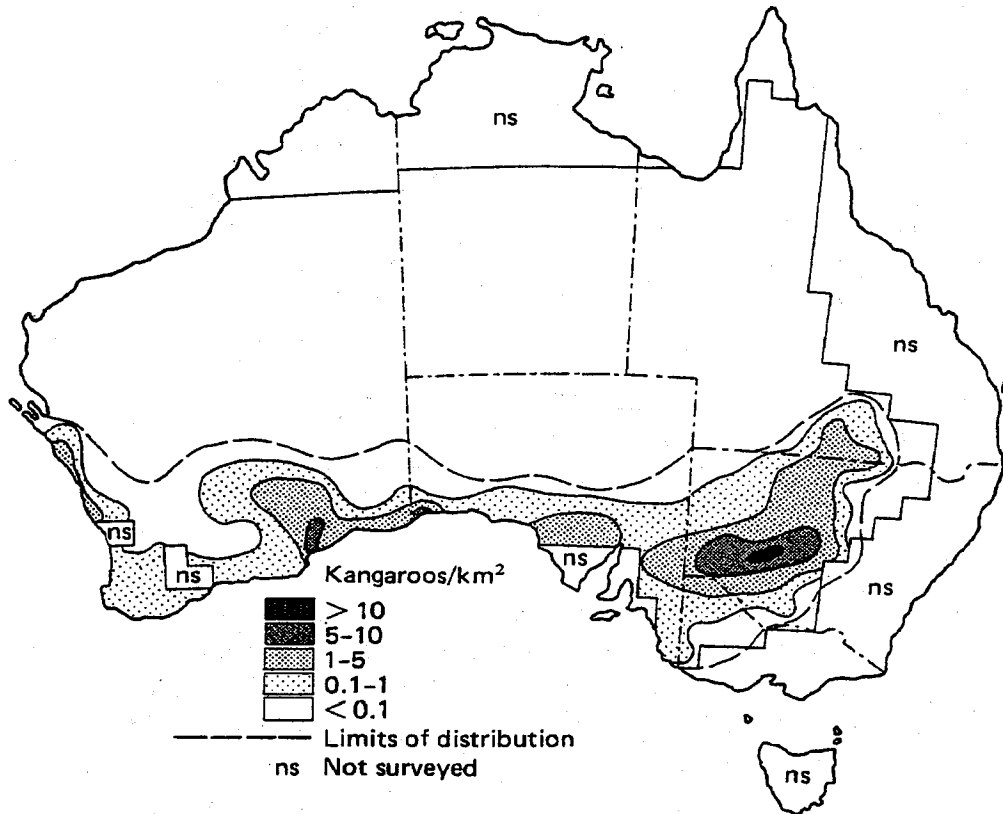 ns
ns
ns
ns
ns
ns
Kangaroos/km²
> 10
5-10
1-5
0.1-1
< 0.1
Limits of distribution
ns Not surveyed
ns